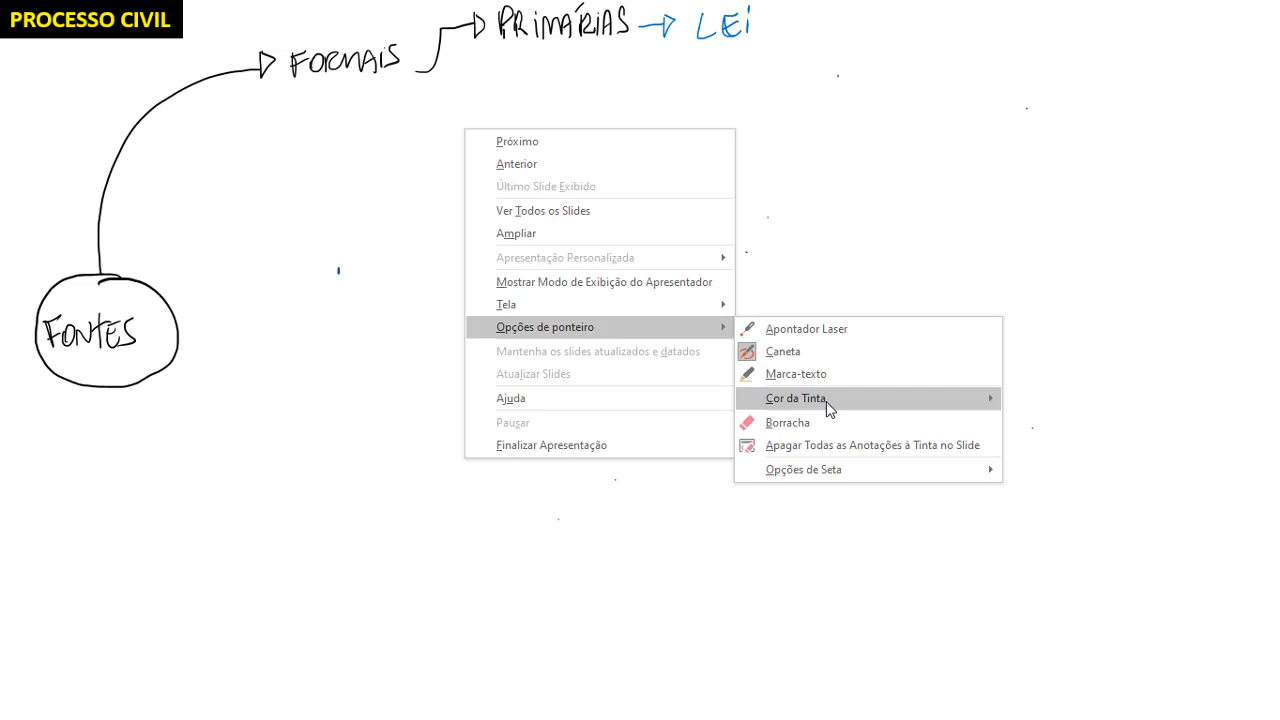 PROCESSO CIVIL
PRIMÁRIAS
LEI
FORMAIS
FONTES
Próximo
Anterior
Último Slide Exibido
Ver Todos os Slides
Ampliar
Apresentação Personalizada
Mostrar Modo de Exibição do Apresentador
Tela
Opções de ponteiro
Mantenha os slides atualizados e datados
Atualizar Slides
Ajuda
Pausar
Finalizar Apresentação
Apontador Laser
Caneta
Marca-texto
Cor da Tinta
Borracha
Apagar Todas as Anotações à Tinta no Slide
Opções de Seta